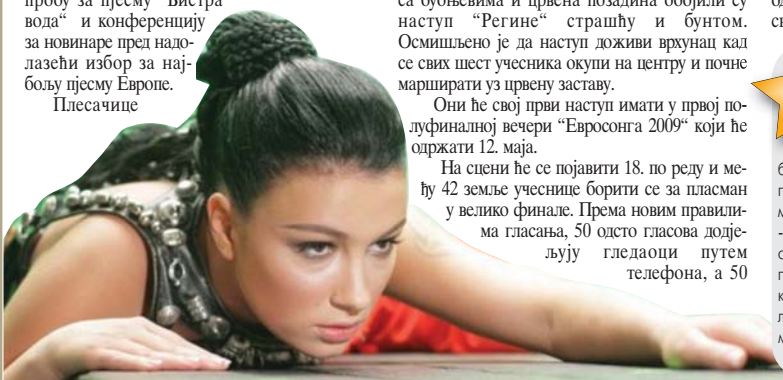 пробу за пјесму “Бистра
вода“ и конференцију
за новинаре пред надо-
лазећи избор за нај-
бољу пјесму Европе.
Плесачице
са бубњевима и црвена позадина обојили су
наступ “Регине“ страшћу и бунтом.
Осмишљено је да наступ доживи врхунац кад
се свих шест учесника окупи на центру и почне
марширати уз црвену заставу.
Они ће свој први наступ имати у првој по-
луфиналној вечери “Евросонга 2009“ који ће
одржати 12. маја.
На сцени ће се појавити 18. по реду и ме-
ђу 42 земље учеснице борити се за пласман
у велико финале. Према новим правили-
ма гласања, 50 одсто гласова додје-
љују гледаоци путем
телефона, а 50